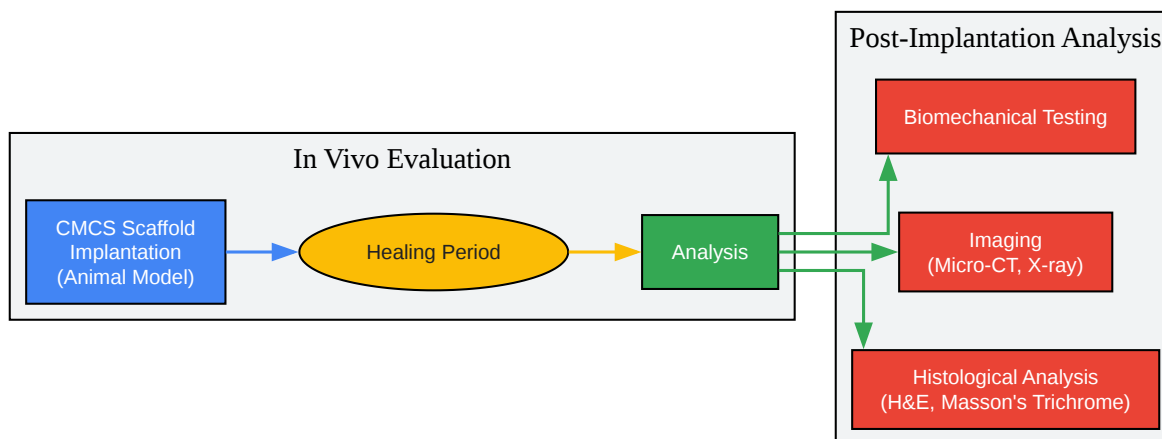 In Vivo Evaluation
CMCS Scaffold
Implantation
(Animal Model)
Healing Period
Analysis
Post-Implantation Analysis
Biomechanical Testing
Imaging
(Micro-CT, X-ray)
Histological Analysis
(H&E, Masson's Trichrome)